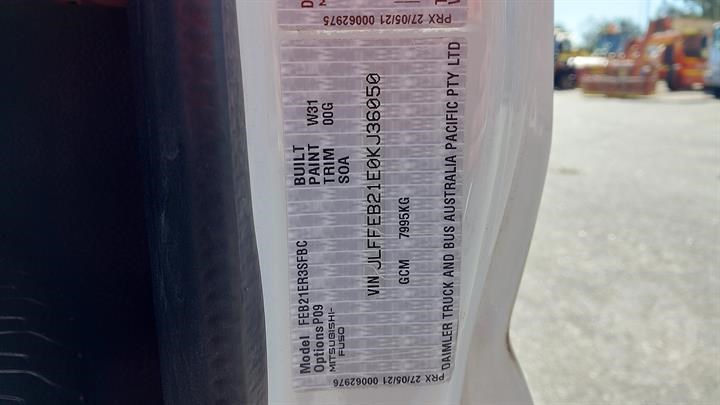 Model FEB21ER3SFBC
Options P09
MITSUBISHI-
FUSO
BUILT
PAINT W31
TRIM 00G
SOA
VIN JLFFEB21E0KJ36050
GCM 7995KG
DAIMLER TRUCK AND BUS AUSTRALIA PACIFIC PTY LTD
PRX 27/05/21 00062976
PRX 27/05/21 00062975